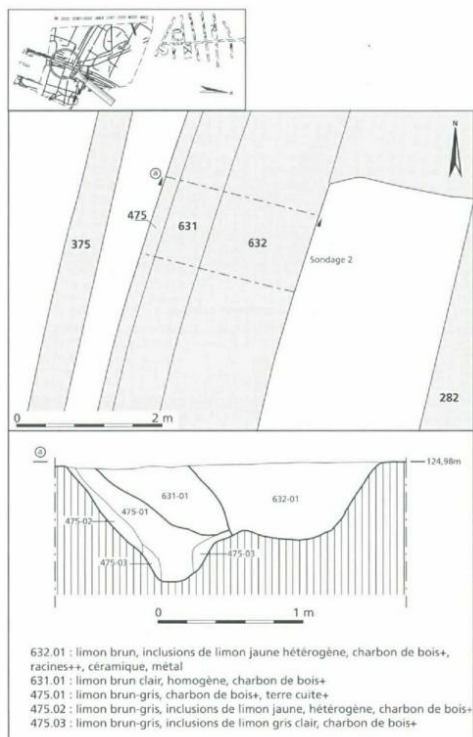 N
a
475
631
375
632
Sondage 2
282
0 2 m
a
124,98m
631-01
632-01
475-01
475-02
475-03
475-03
0 1 m
632.01 : limon brun, inclusions de limon jaune hétérogène, charbon de bois+,
racines++, céramique, métal
631.01 : limon brun clair, homogène, charbon de bois+
475.01 : limon brun-gris, charbon de bois+, terre cuite+
475.02 : limon brun-gris, inclusions de limon jaune, hétérogène, charbon de bois+
475.03 : limon brun-gris, inclusions de limon gris clair, charbon de bois+